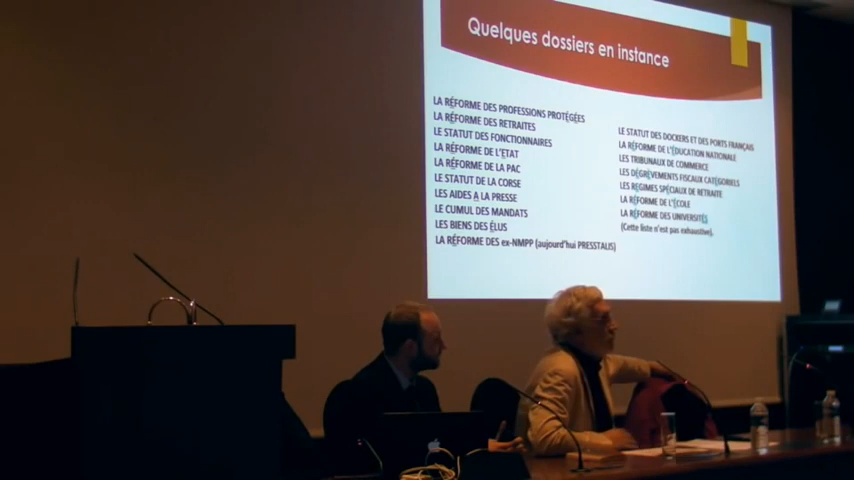 Quelques dossiers en instance
LA RÉFORME DES PROFESSIONS PROTÉGÉES
LA RÉFORME DES RETRAITES
LE STATUT DES FONCTIONNAIRES
LA RÉFORME DE L'ETAT
LA RÉFORME DE LA PAC
LE STATUT DE LA CORSE
LES AIDES A LA PRESSE
LE CUMUL DES MANDATS
LES BIENS DES ÉLUS
LA RÉFORME DES ex-NMPP (aujourd'hui PRESSTALIS)
LE STATUT DES DOCKERS ET DES PORTS FRANÇAIS
LA RÉFORME DE L'ÉDUCATION NATIONALE
LES TRIBUNAUX DE COMMERCE
LES DÉGRÈVEMENTS FISCAUX CATÉGORIELS
LES RÉGIMES SPÉCIAUX DE RETRAITE
LA RÉFORME DE L'ÉCOLE
LA RÉFORME DES UNIVERSITÉS
(Cette liste n'est pas exhaustive).